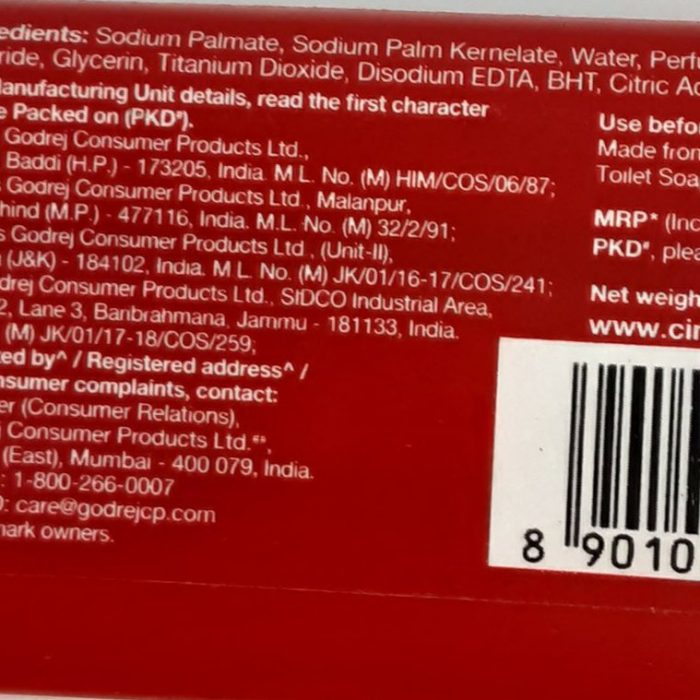 edients: Sodium Palmate, Sodium Palm Kernelate, Water, Perfu
ride, Glycerin, Titanium Dioxide, Disodium EDTA, BHT, Citric Ac
Manufacturing Unit details, read the first character
e Packed on (PKD#).
Godrej Consumer Products Ltd.,
Baddi (H.P.) - 173205, India. M L. No. (M) HIM/COS/06/87;
s Godrej Consumer Products Ltd., Malanpur,
hind (M.P.) - 477116, India. M.L. No. (M) 32/2/91;
s Godrej Consumer Products Ltd., (Unit-II),
(J&K) - 184102, India. M L No. (M) JK/01/16-17/COS/241;
drej Consumer Products Ltd., SIDCO Industrial Area,
2, Lane 3, Baribrahmana, Jammu - 181133, India.
(M) JK/01/17-18/COS/259;
ed by^ / Registered address^ /
nsumer complaints, contact:
er (Consumer Relations),
j Consumer Products Ltd.
(East), Mumbai - 400 079, India.
: 1-800-266-0007
: care@godrejcp.com
mark owners.
Use befo
Made from
Toilet Soa
MRP* (Inc
PKD#, plea
Net weigh
www.cin
8 9010